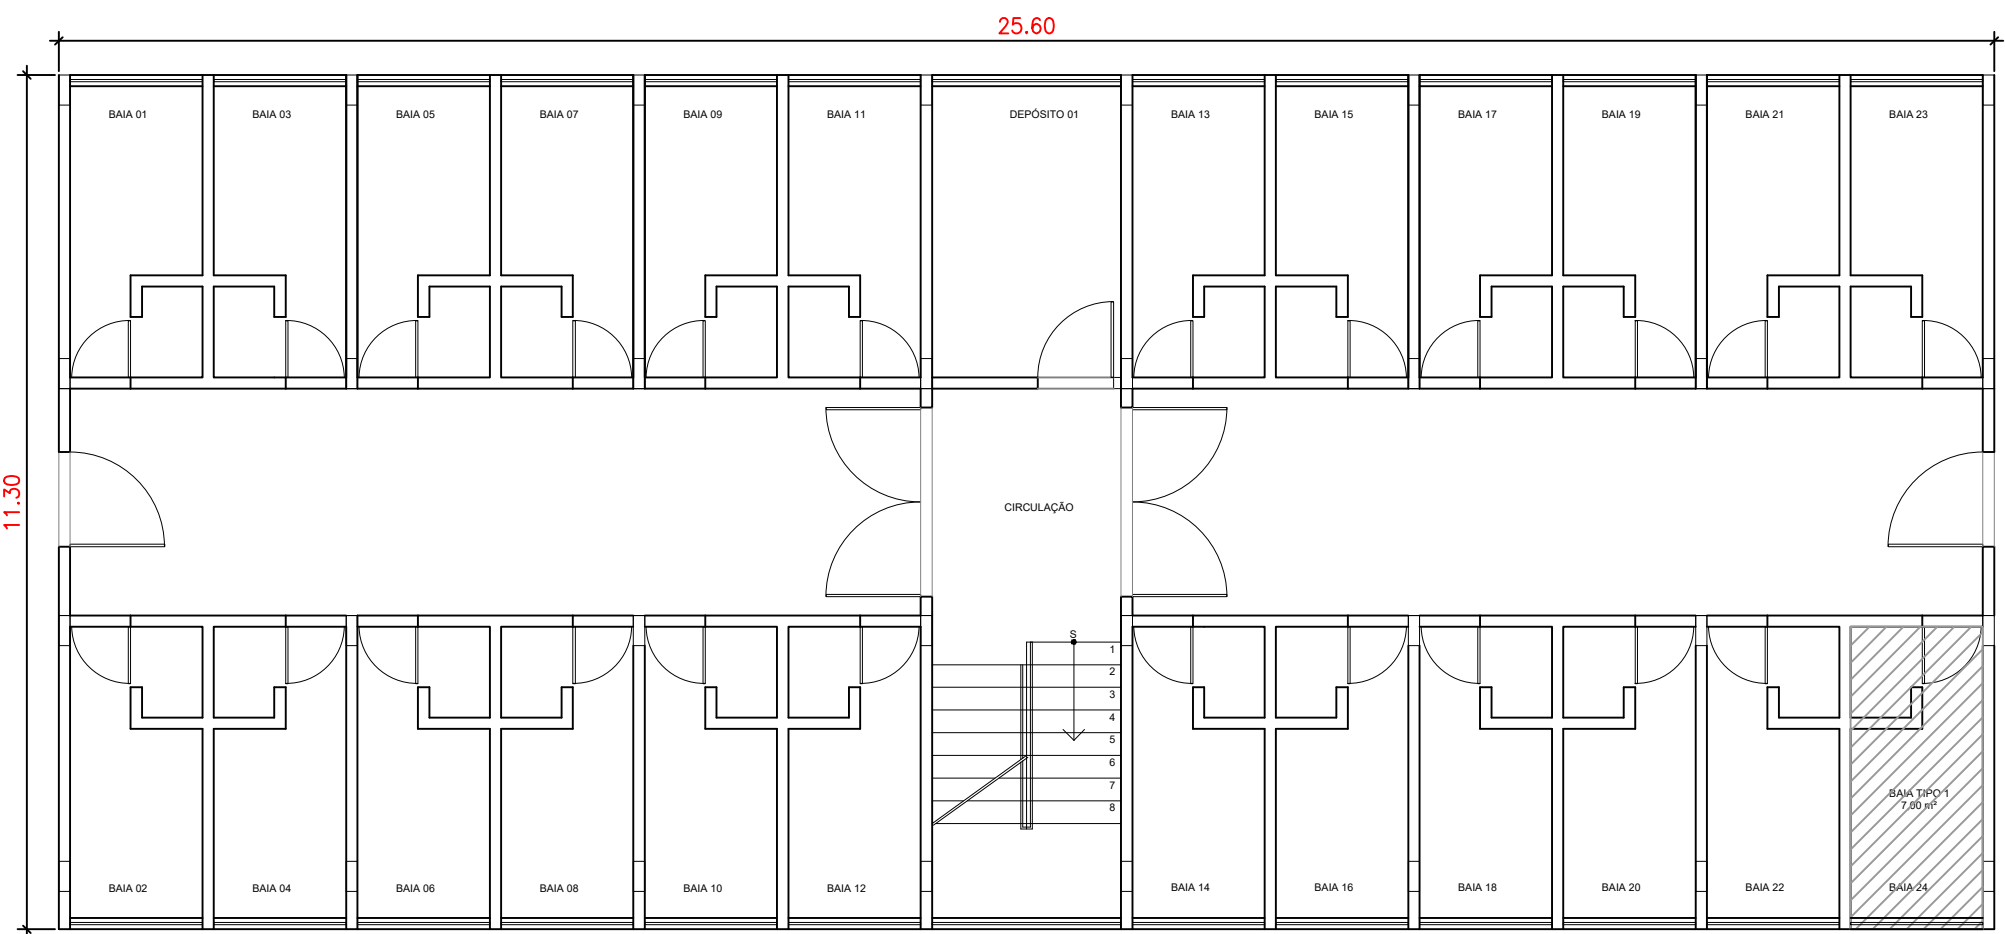 25.60
BAIA 01
BAIA 03
BAIA 05
BAIA 07
BAIA 09
BAIA 11
DEPÓSITO 01
BAIA 13
BAIA 15
BAIA 17
BAIA 19
BAIA 21
BAIA 23
11.30
CIRCULAÇÃO
S
1
2
3
4
5
6
7
8
BAIA TIPO 1
7.00 m²
BAIA 02
BAIA 04
BAIA 06
BAIA 08
BAIA 10
BAIA 12
BAIA 14
BAIA 16
BAIA 18
BAIA 20
BAIA 22
BAIA 24